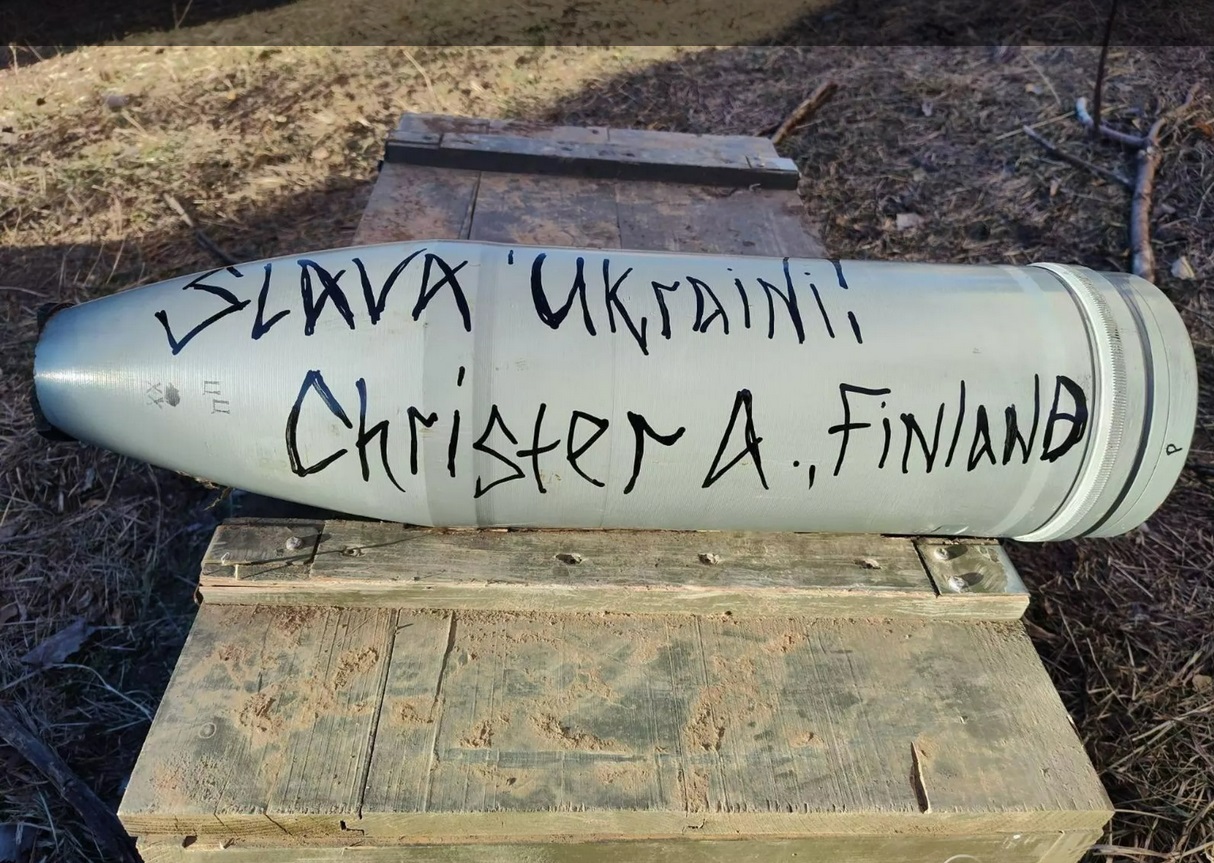 SLAVA 'UKraiNi!
Christer A., FiNlaND
P